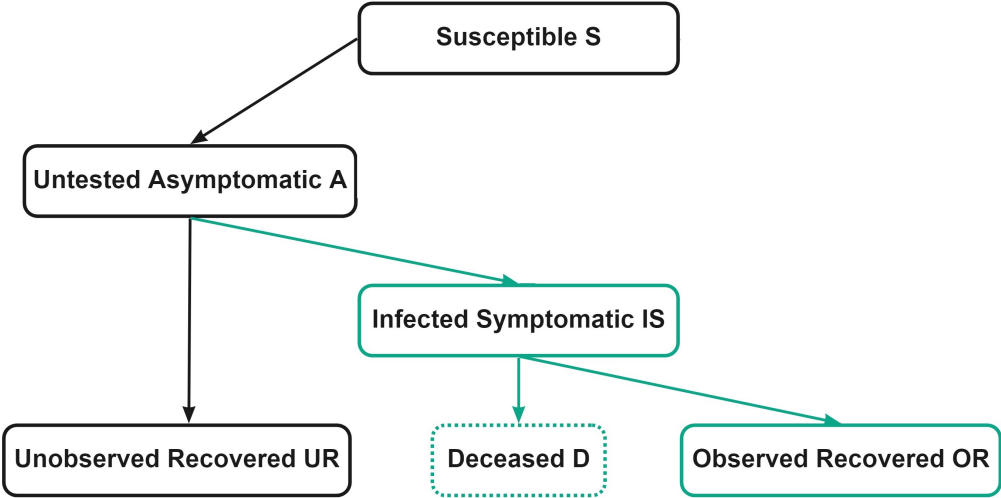 Susceptible S
Untested Asymptomatic A
Infected Symptomatic IS
Unobserved Recovered UR
Deceased D
Observed Recovered OR